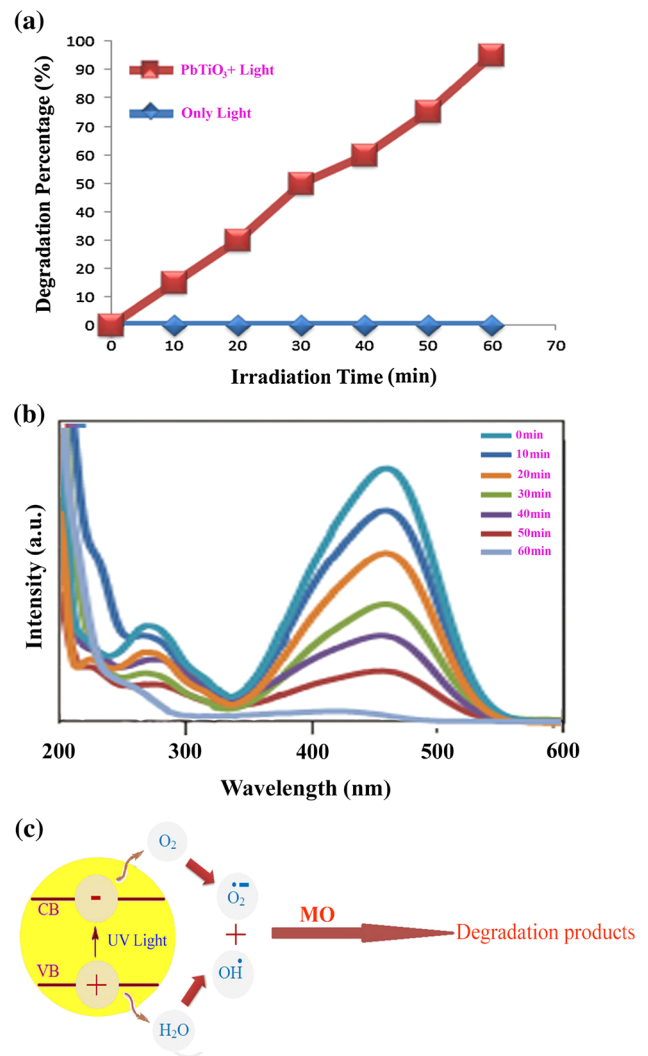 (a)
100
90
80
70
60
50
40
30
20
10
0
Degradation Percentage (%)
PbTiO₃+ Light
Only Light
0 10 20 30 40 50 60 70
Irradiation Time (min)
(b)
Intensity (a.u.)
0min
10min
20min
30min
40min
50min
60min
200 300 400 500 600
Wavelength (nm)
(c)
O₂
CB
-
UV Light
VB
+
H₂O
O₂•-
+
OH•
MO
Degradation products